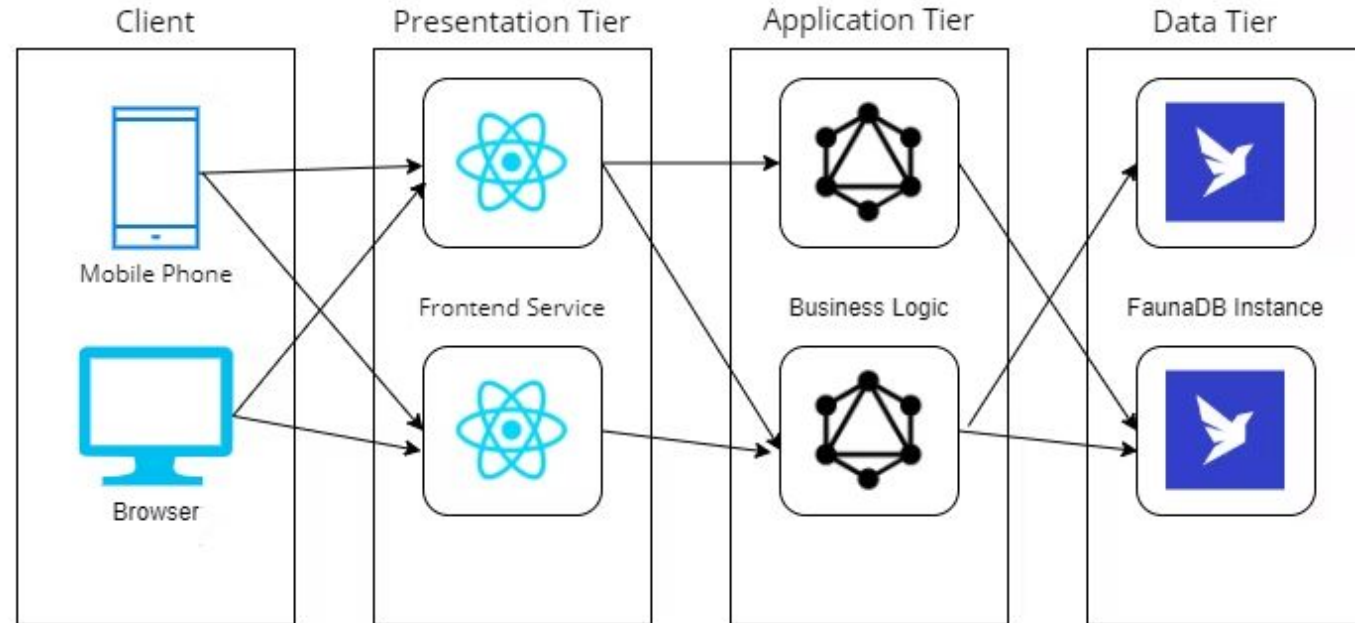 Client
Presentation Tier
Application Tier
Data Tier
Mobile Phone
Frontend Service
Business Logic
FaunaDB Instance
Browser